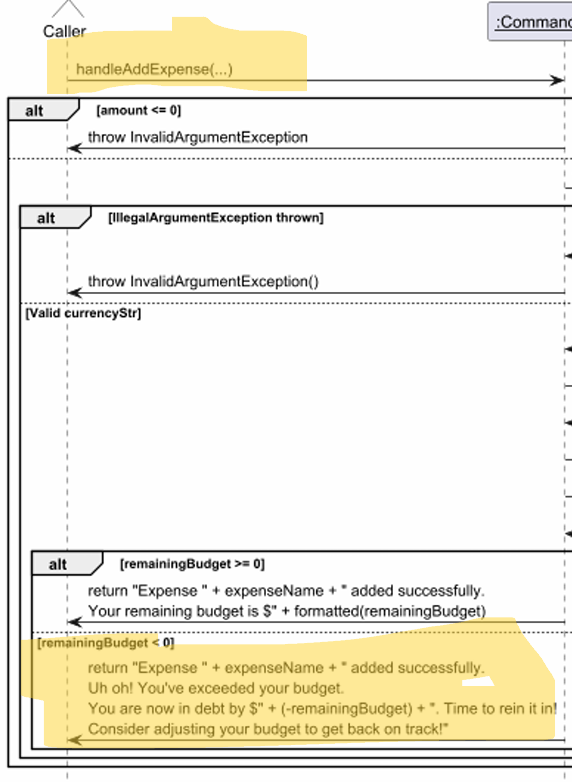 Caller
:Command
handleAddExpense(...)
alt
[amount <= 0]
throw InvalidArgumentException
alt
[IllegalArgumentException thrown]
throw InvalidArgumentException()
[Valid currencyStr]
alt
[remainingBudget >= 0]
return "Expense " + expenseName + " added successfully.
Your remaining budget is $" + formatted(remainingBudget)
[remainingBudget < 0]
return "Expense " + expenseName + " added successfully.
Uh oh! You've exceeded your budget.
You are now in debt by $" + (-remainingBudget) + ". Time to rein it in!
Consider adjusting your budget to get back on track!"